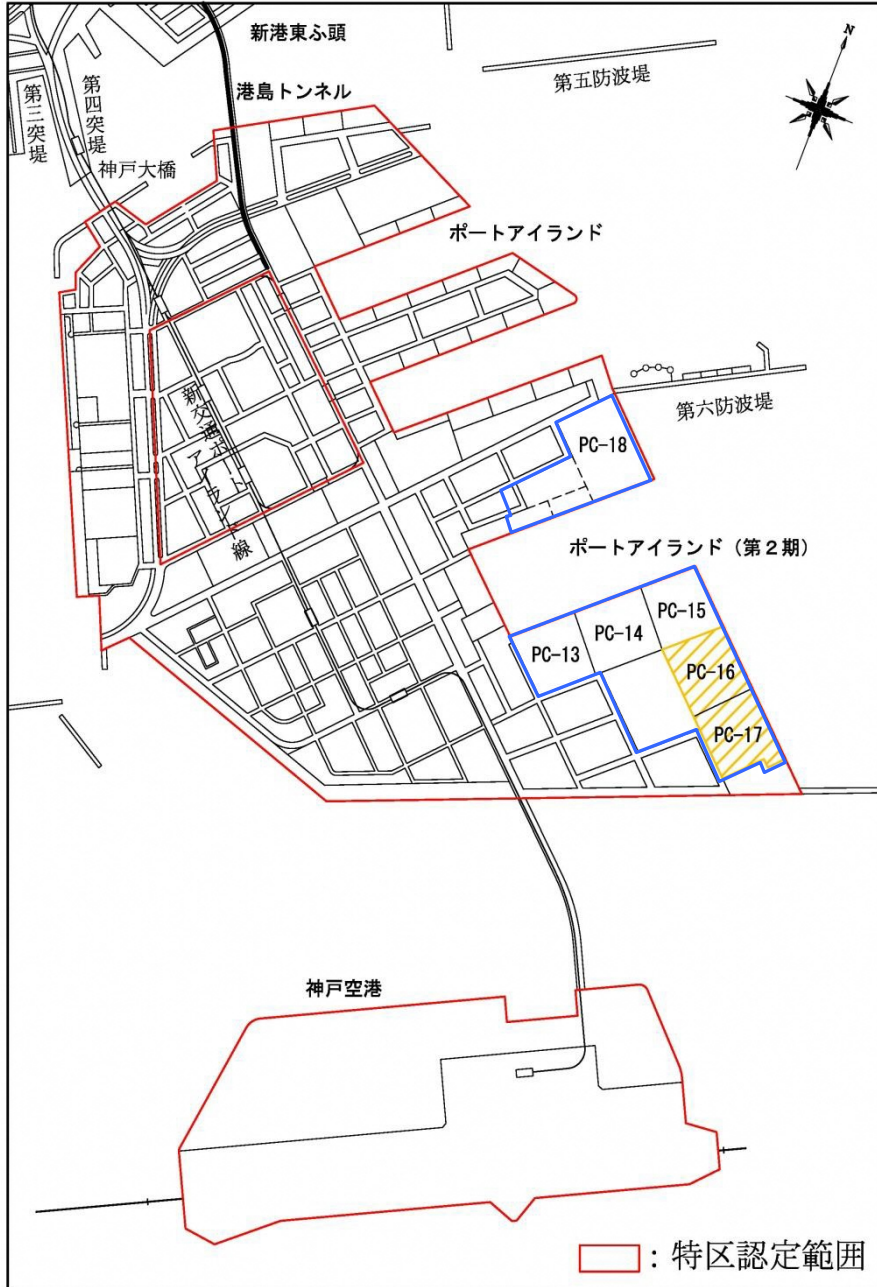 新港東ふ頭
N
第五防波堤
港島トンネル
第四突堤
第三突堤
神戸大橋
ポートアイランド
新交通ポートアイランド線
第六防波堤
PC-18
ポートアイランド（第２期）
PC-15
PC-14
PC-13
PC-16
PC-17
神戸空港
：特区認定範囲